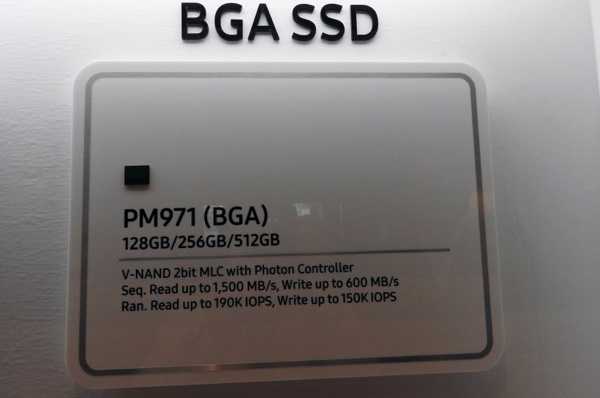 BGA SSD
PM971 (BGA)
128GB/256GB/512GB
V-NAND 2bit MLC with Photon Controller
Seq. Read up to 1,500 MB/s, Write up to 600 MB/s
Ran. Read up to 190K IOPS, Write up to 150K IOPS